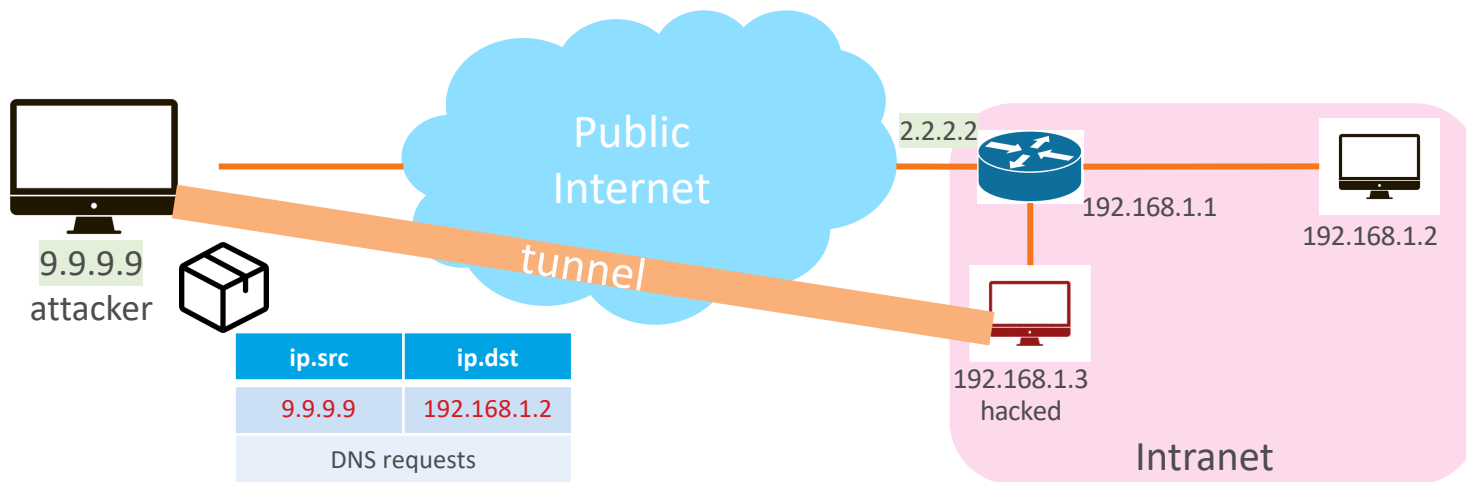 Public
Internet
2.2.2.2
192.168.1.1
192.168.1.2
9.9.9.9
attacker
tunnel
ip.src ip.dst
9.9.9.9 192.168.1.2
DNS requests
192.168.1.3
hacked
Intranet